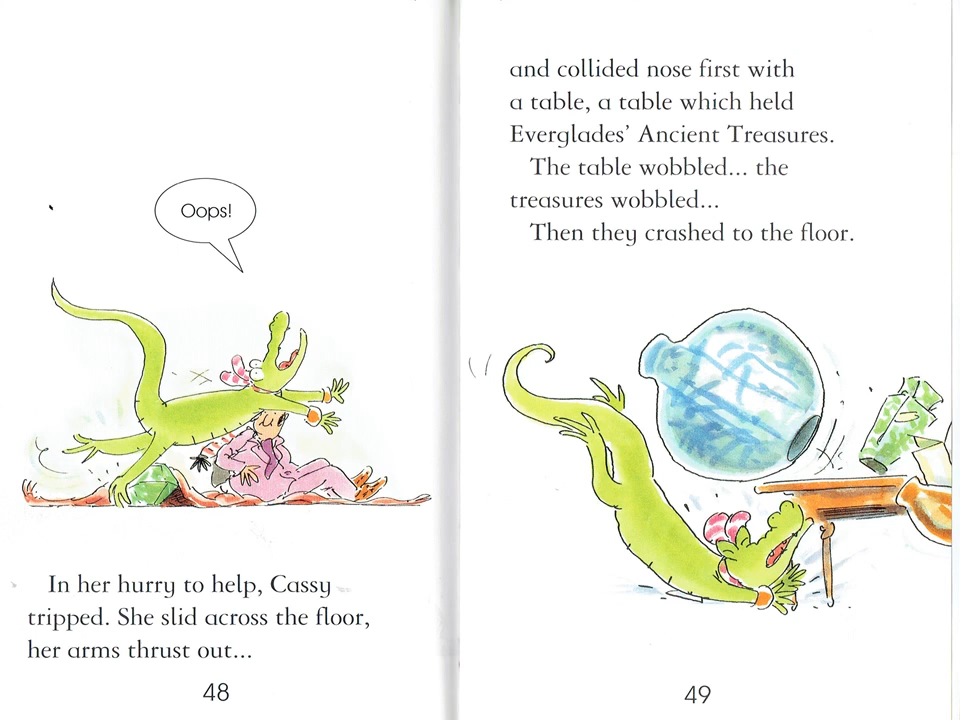 Oops!
In her hurry to help, Cassy
tripped. She slid across the floor,
her arms thrust out...
48
and collided nose first with
a table, a table which held
Everglades’ Ancient Treasures.
The table wobbled... the
treasures wobbled...
Then they crashed to the floor.
49